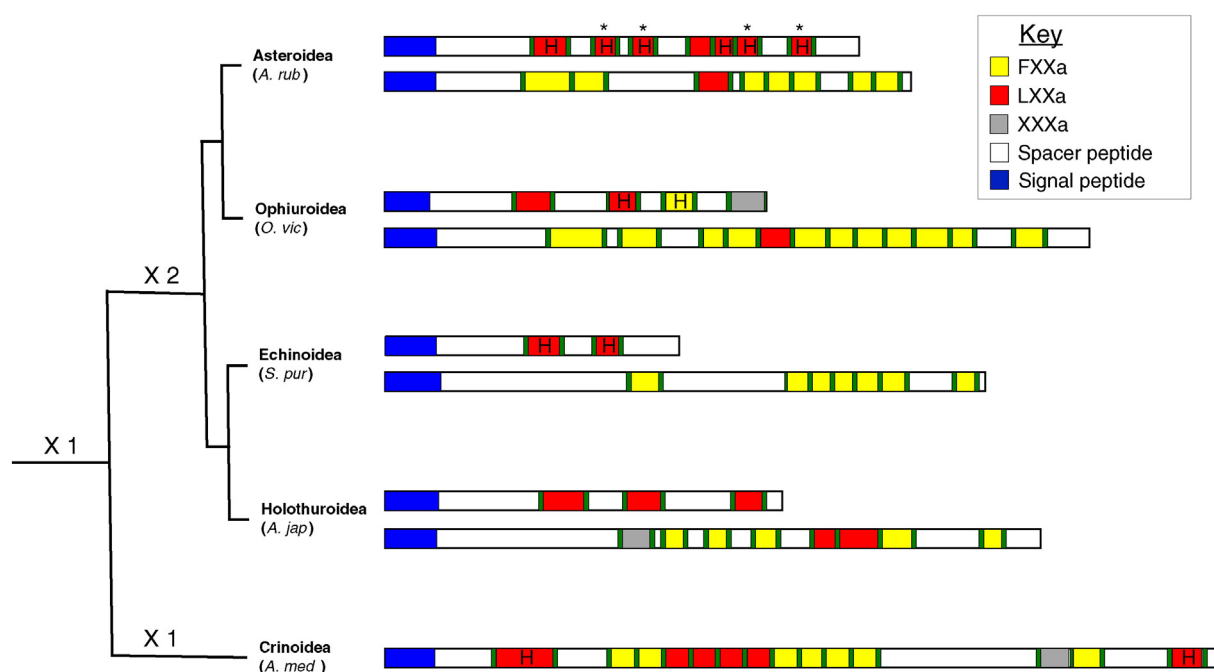 * * * *
H H H H H H
Asteroidea
(A. rub)
Key
FXXa
LXXa
XXXa
Spacer peptide
Signal peptide
H H
Ophiuroidea
(O. vic)
X 2
H H
Echinoidea
(S. pur)
X 1
Holothuroidea
(A. jap)
X 1
Crinoidea
(A. med )
H H